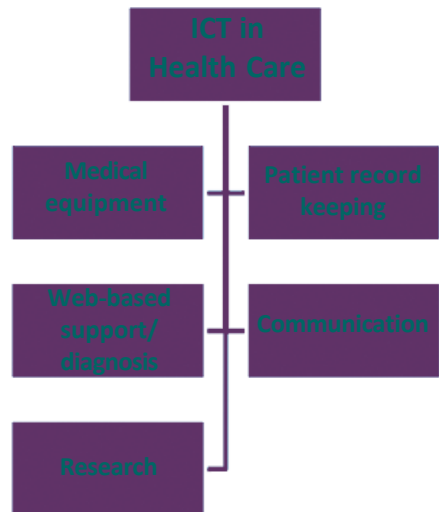 ICT in
Health Care
Medical
equipment
Patient record
keeping
Web-based
support/
diagnosis
Communication
Research